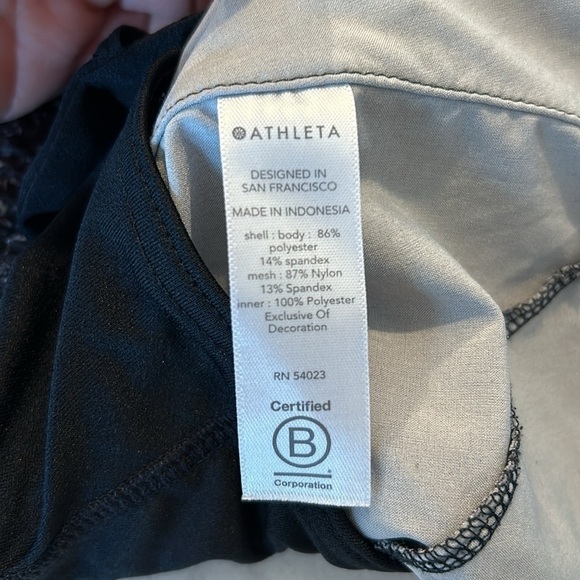 ATHLETA
DESIGNED IN
SAN FRANCISCO
MADE IN INDONESIA
shell : body : 86%
polyester
14% spandex
mesh : 87% Nylon
13% Spandex
inner : 100% Polyester
Exclusive Of
Decoration
RN 54023
Certified
B
Corporation